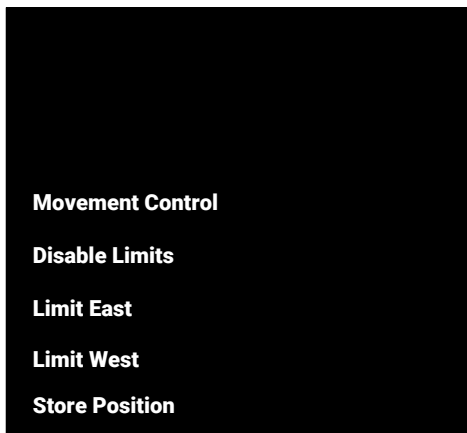 Movement Control
Disable Limits
Limit East
Limit West
Store Position